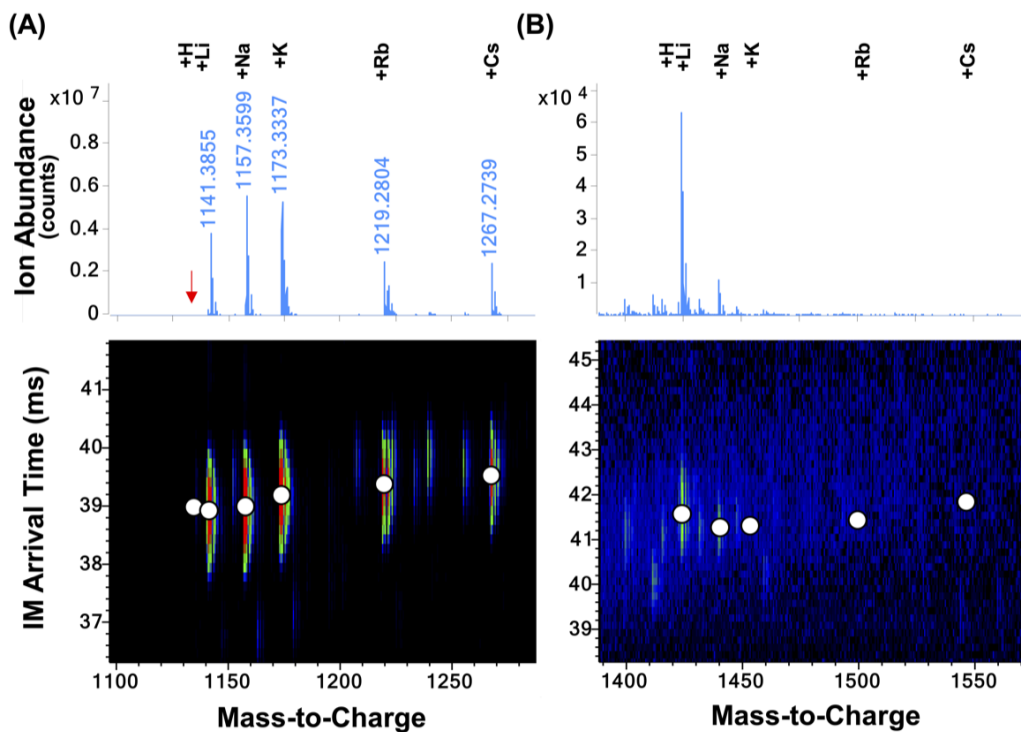 (A)
+H
+Li
+Na
+K
+Rb
+Cs
x10 7
Ion Abundance
(counts)
0.8
0.6
0.4
0.2
0
1141.3855
1157.3599
1173.3337
1219.2804
1267.2739
(B)
+H
+Li
+Na
+K
+Rb
+Cs
x10 4
6
5
4
3
2
1
IM Arrival Time (ms)
41
40
39
38
37
1100
1150
1200
1250
Mass-to-Charge
45
44
43
42
41
40
39
1400
1450
1500
1550
Mass-to-Charge